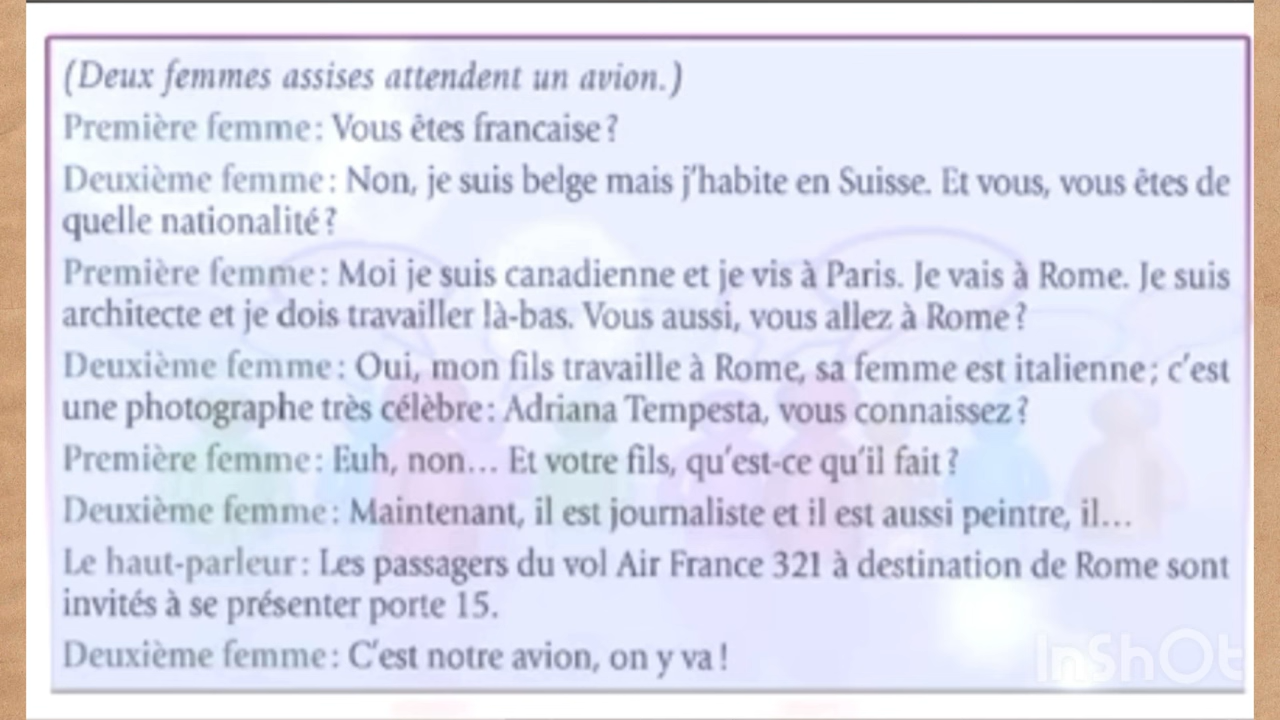 (Deux femmes assises attendent un avion.)
Première femme : Vous êtes francaise ?
Deuxième femme : Non, je suis belge mais j'habite en Suisse. Et vous, vous êtes de
quelle nationalité ?
Première femme : Moi je suis canadienne et je vis à Paris. Je vais à Rome. Je suis
architecte et je dois travailler là-bas. Vous aussi, vous allez à Rome ?
Deuxième femme : Oui, mon fils travaille à Rome, sa femme est italienne ; c'est
une photographe très célèbre : Adriana Tempesta, vous connaissez ?
Première femme : Euh, non... Et votre fils, qu'est-ce qu'il fait ?
Deuxième femme : Maintenant, il est journaliste et il est aussi peintre, il...
Le haut-parleur : Les passagers du vol Air France 321 à destination de Rome sont
invités à se présenter porte 15.
Deuxième femme : C'est notre avion, on y va !
InShOt